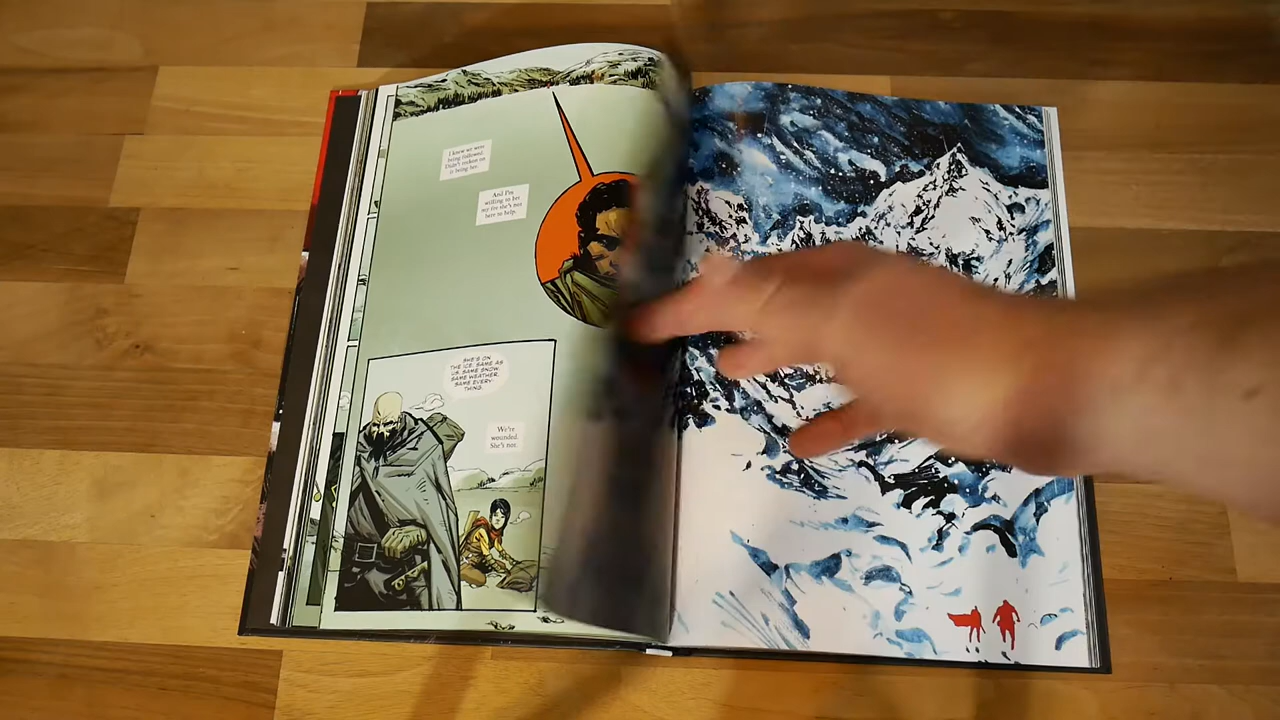 I knew we were
being followed.
Didn't reckon on
it being her.
And I'm
willing to bet
my eye she's not
here to help.
SHE'S ON
THE ICE. SAME AS
US. SAME SNOW.
SAME WEATHER.
SAME EVERY-
THING.
We're
wounded.
She's not.